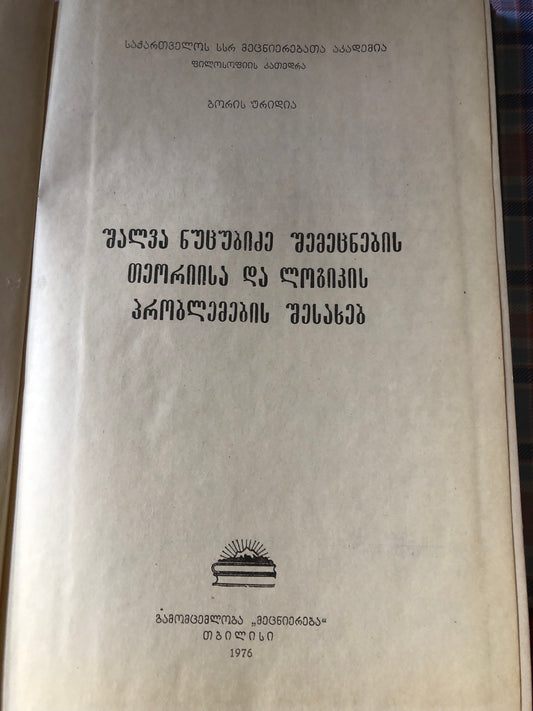 საქართველოს სსრ მეცნიერებათა აკადემია
ფილოსოფიის კათედრა
ბორის ურიდია
შალვა ნუცუბიძე შემეცნების
თეორიისა და ლოგიკის
პრობლემების შესახებ
გამომცემლობა „მეცნიერება“
თბილისი
1976